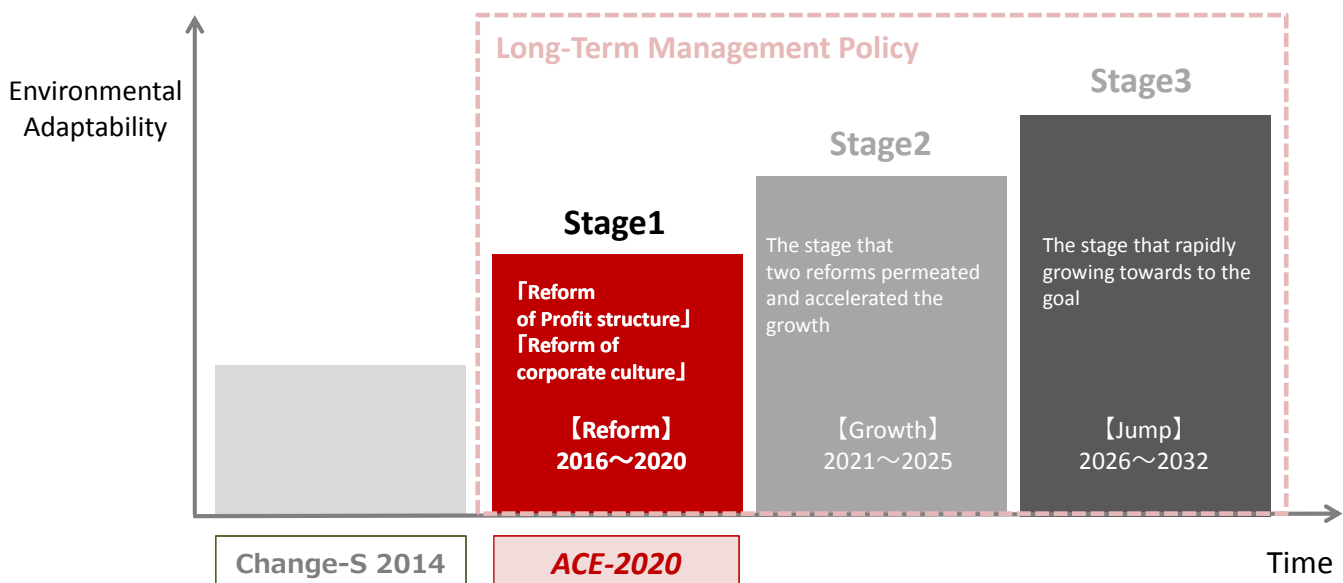 Long-Term Management Policy
Environmental
Adaptability
Stage3
Stage2
Stage1
「Reform
of Profit structure」
「Reform of
corporate culture」
【Reform】
2016～2020
The stage that
two reforms permeated
and accelerated the
growth
【Growth】
2021～2025
The stage that rapidly
growing towards to the
goal
【Jump】
2026～2032
Change-S 2014
ACE-2020
Time